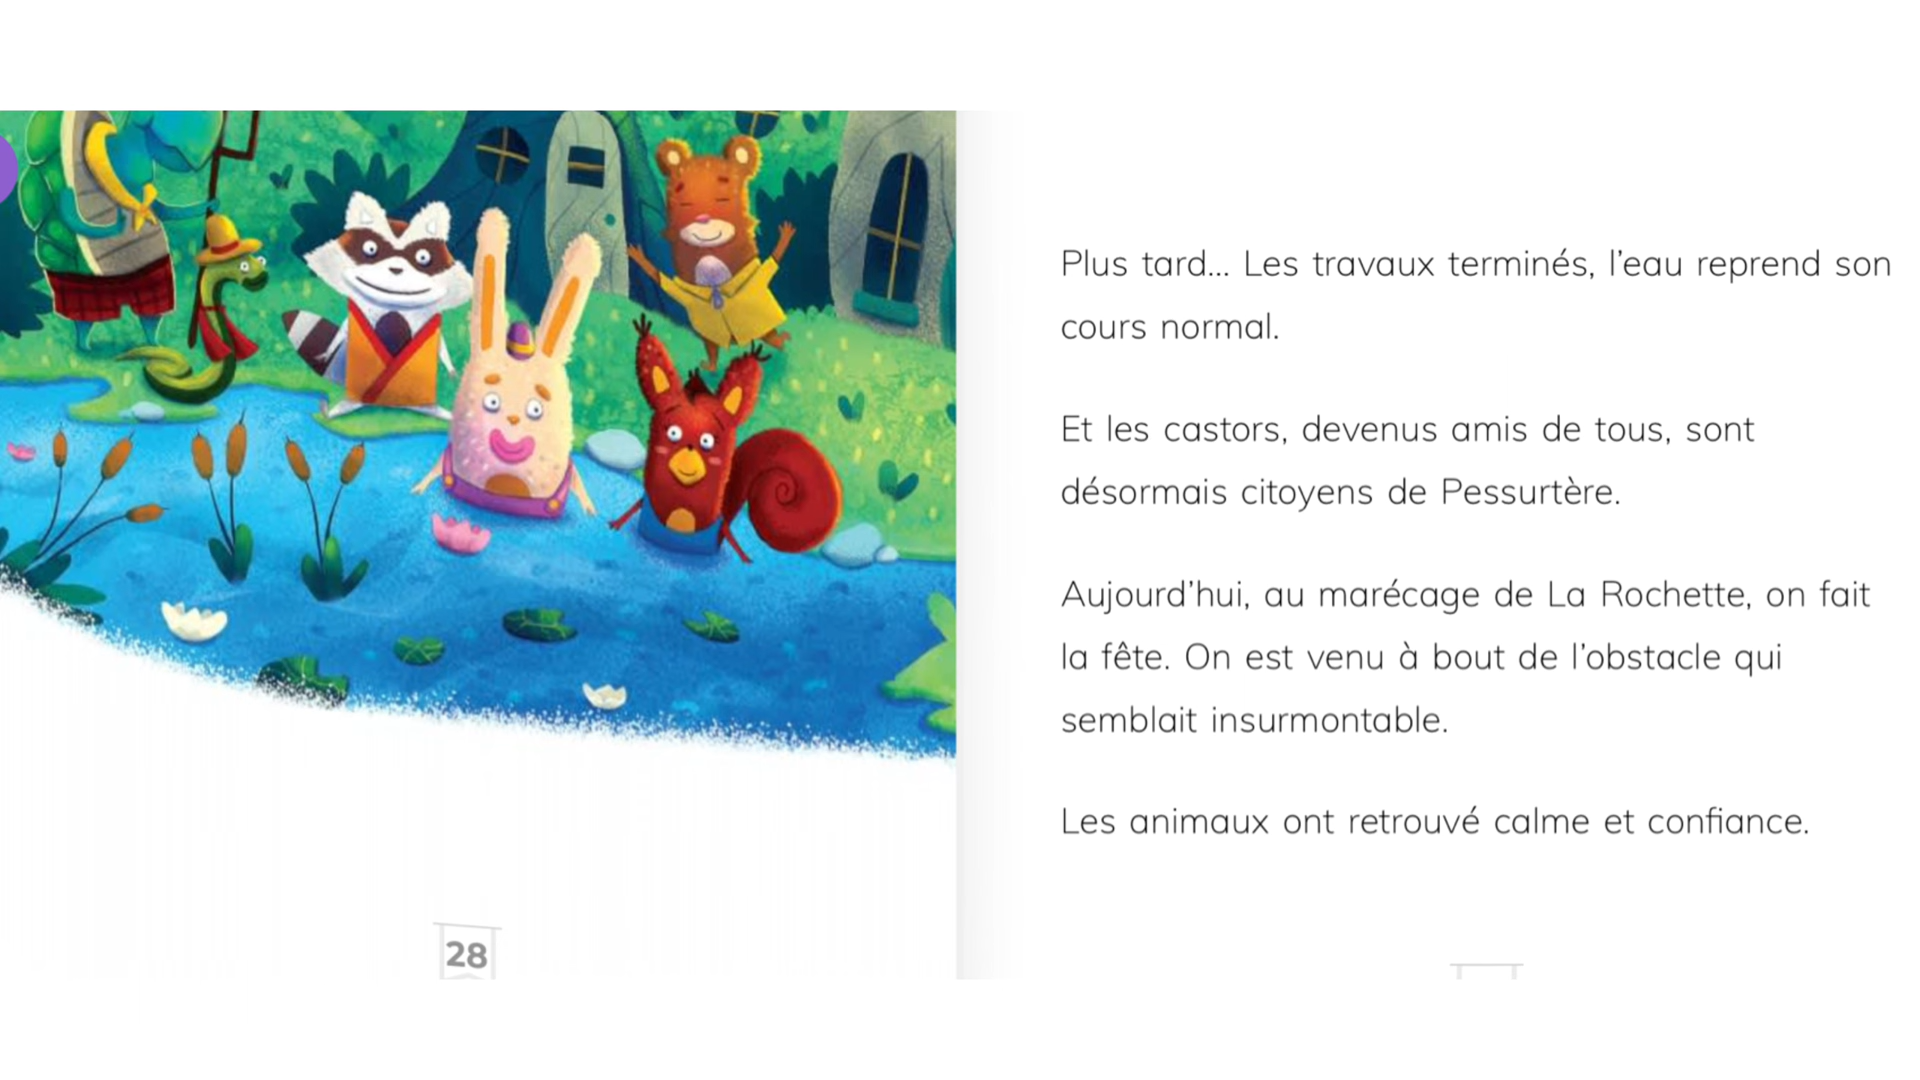 Plus tard... Les travaux terminés, l’eau reprend son
cours normal.
Et les castors, devenus amis de tous, sont
désormais citoyens de Pessurtère.
Aujourd’hui, au marécage de La Rochette, on fait
la fête. On est venu à bout de l’obstacle qui
semblait insurmontable.
Les animaux ont retrouvé calme et confiance.
28